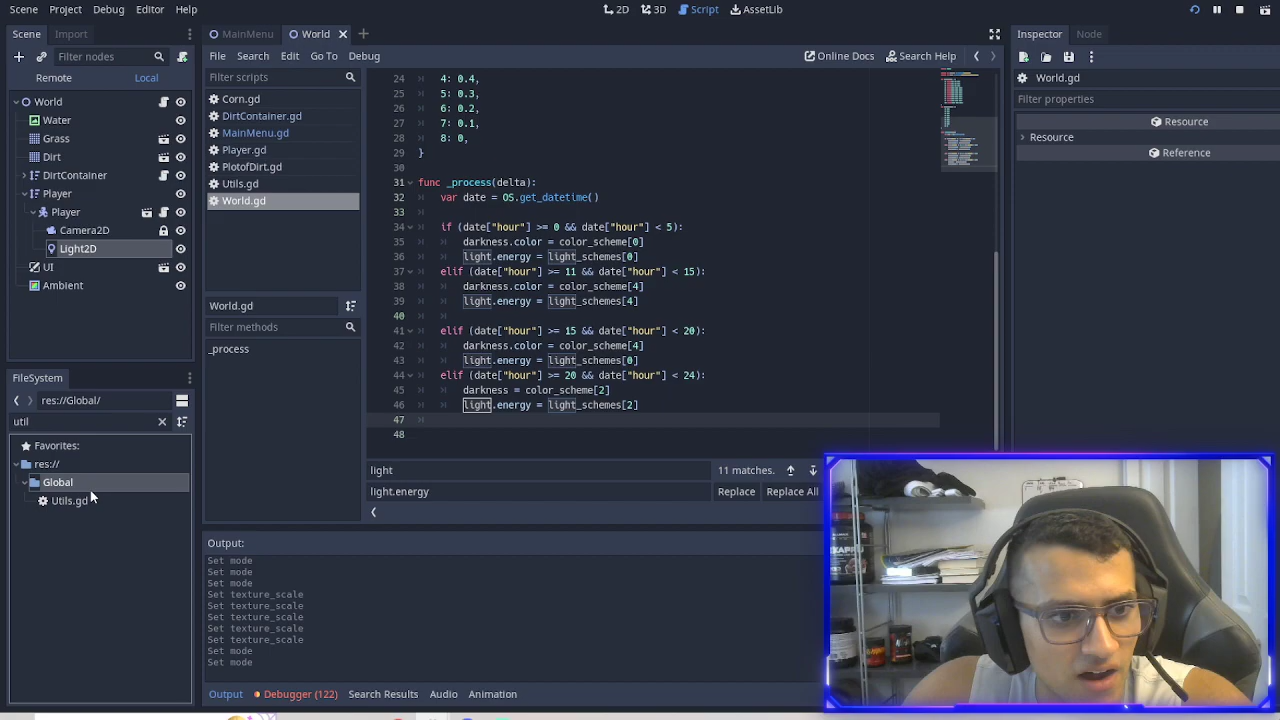 Scene Project Debug Editor Help
2D 3D Script AssetLib
Scene Import
Filter nodes
Remote Local
World
Water
Grass
Dirt
DirtContainer
Player
Player
Camera2D
Light2D
UI
Ambient
FileSystem
res://Global/
util
Favorites:
res://
Global
Utils.gd
MainMenu World
File Search Edit Go To Debug
Online Docs Search Help
Filter scripts
Corn.gd
DirtContainer.gd
MainMenu.gd
Player.gd
PlotofDirt.gd
Utils.gd
World.gd
World.gd
Filter methods
_process
24 4: 0.4,
25 5: 0.3,
26 6: 0.2,
27 7: 0.1,
28 8: 0,
29 }
30
31 func _process(delta):
32 var date = OS.get_datetime()
33
34 if (date["hour"] >= 0 && date["hour"] < 5):
35 darkness.color = color_scheme[0]
36 light.energy = light_schemes[0]
37 elif (date["hour"] >= 11 && date["hour"] < 15):
38 darkness.color = color_scheme[4]
39 light.energy = light_schemes[4]
40
41 elif (date["hour"] >= 15 && date["hour"] < 20):
42 darkness.color = color_scheme[4]
43 light.energy = light_schemes[0]
44 elif (date["hour"] >= 20 && date["hour"] < 24):
45 darkness = color_scheme[2]
46 light.energy = light_schemes[2]
47
48
light 11 matches.
light.energy Replace Replace All
Output:
Set mode
Set mode
Set mode
Set texture_scale
Set texture_scale
Set texture_scale
Set texture_scale
Set texture_scale
Set mode
Set mode
Output Debugger (122) Search Results Audio Animation
Inspector Node
World.gd
Filter properties
Resource
Resource
Reference